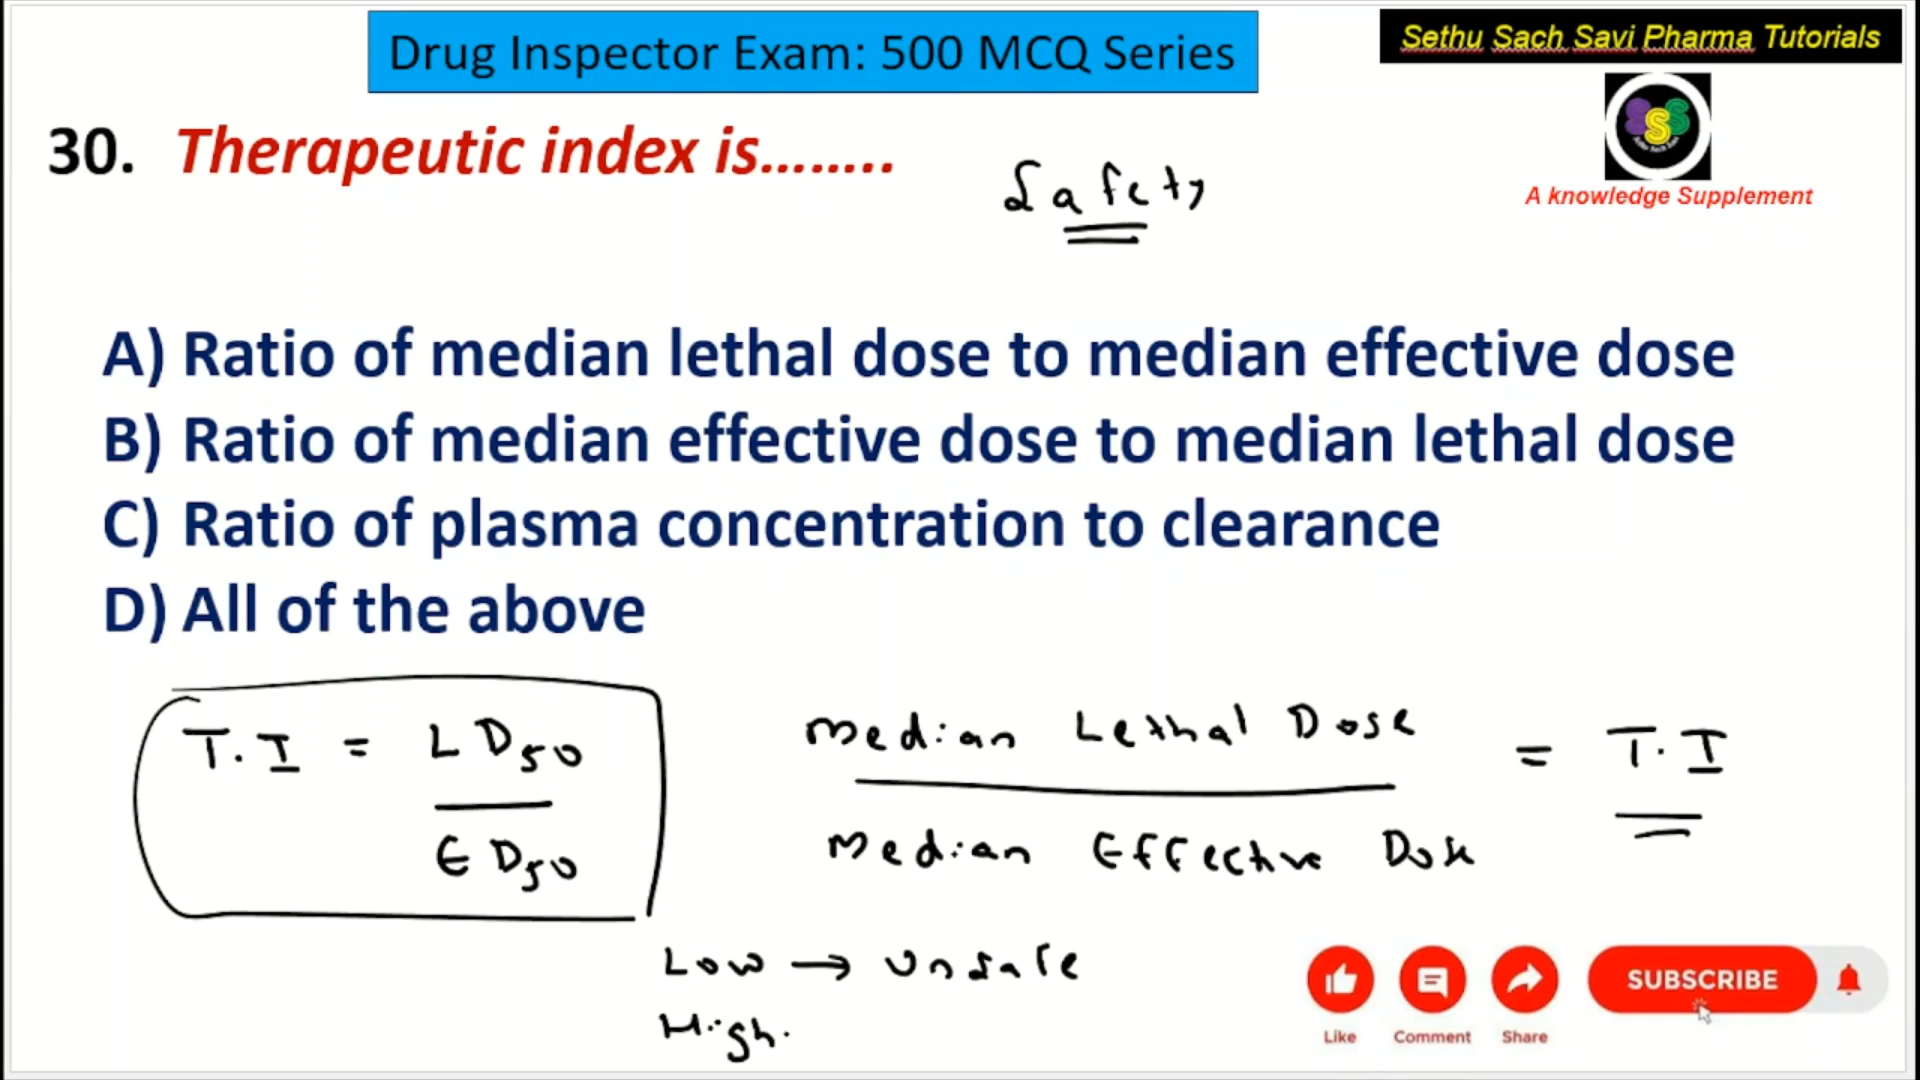 Drug Inspector Exam: 500 MCQ Series
Sethu Sach Savi Pharma Tutorials
SSS
A knowledge Supplement
30. Therapeutic index is........
Safety
A) Ratio of median lethal dose to median effective dose
B) Ratio of median effective dose to median lethal dose
C) Ratio of plasma concentration to clearance
D) All of the above
T.I = LD50
ED50
Median Lethal Dose = T.I
Median Effective Dose
Low → Unsafe
High.
Like Comment Share
SUBSCRIBE